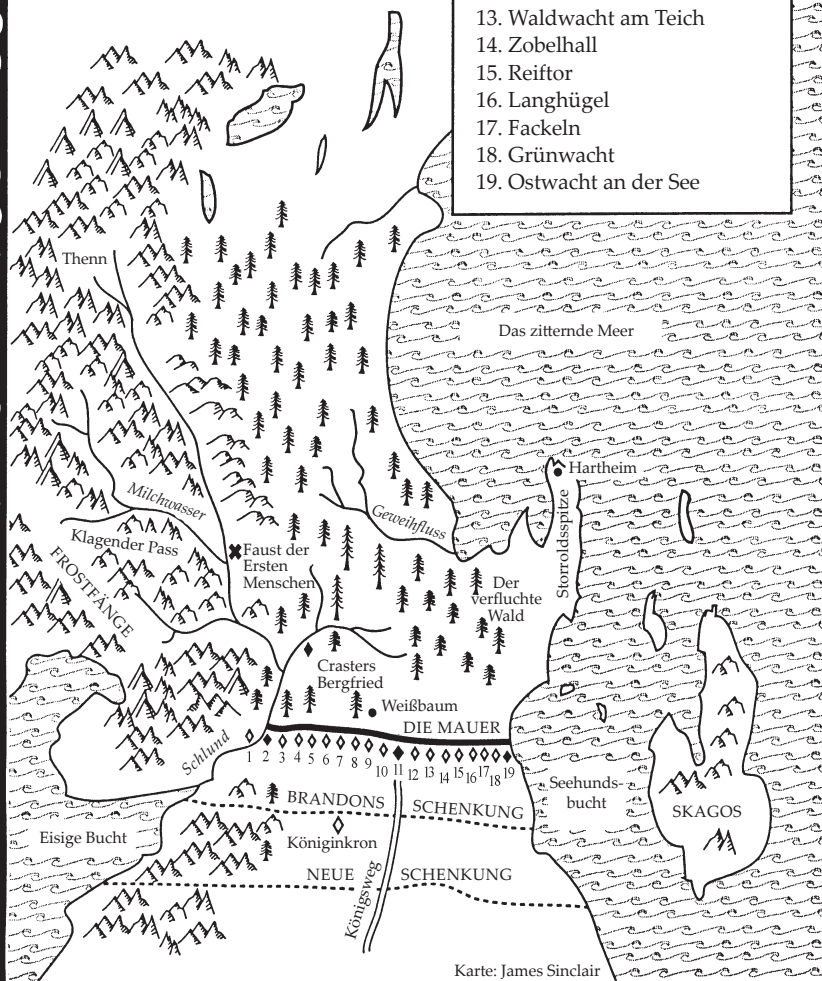 13. Waldwacht am Teich
14. Zobelhall
15. Reiftor
16. Langhügel
17. Fackeln
18. Grünwacht
19. Ostwacht an der See
Thenn
Das zitternde Meer
Hartheim
Milchwasser
Geweihfluss
Storroldsspitze
Klagender Pass
Faust der
Ersten
Menschen
FROSTFÄNGE
Der
verfluchte
Wald
Crasters
Bergfried
Weißbaum
DIE MAUER
Schlund
1 2 3 4 5 6 7 8 9 10 11 12 13 14 15 16 17 18 19
Seehunds-
bucht
SKAGOS
BRANDONS SCHENKUNG
Eisige Bucht
Königinkron
NEUE SCHENKUNG
Königsweg
Karte: James Sinclair